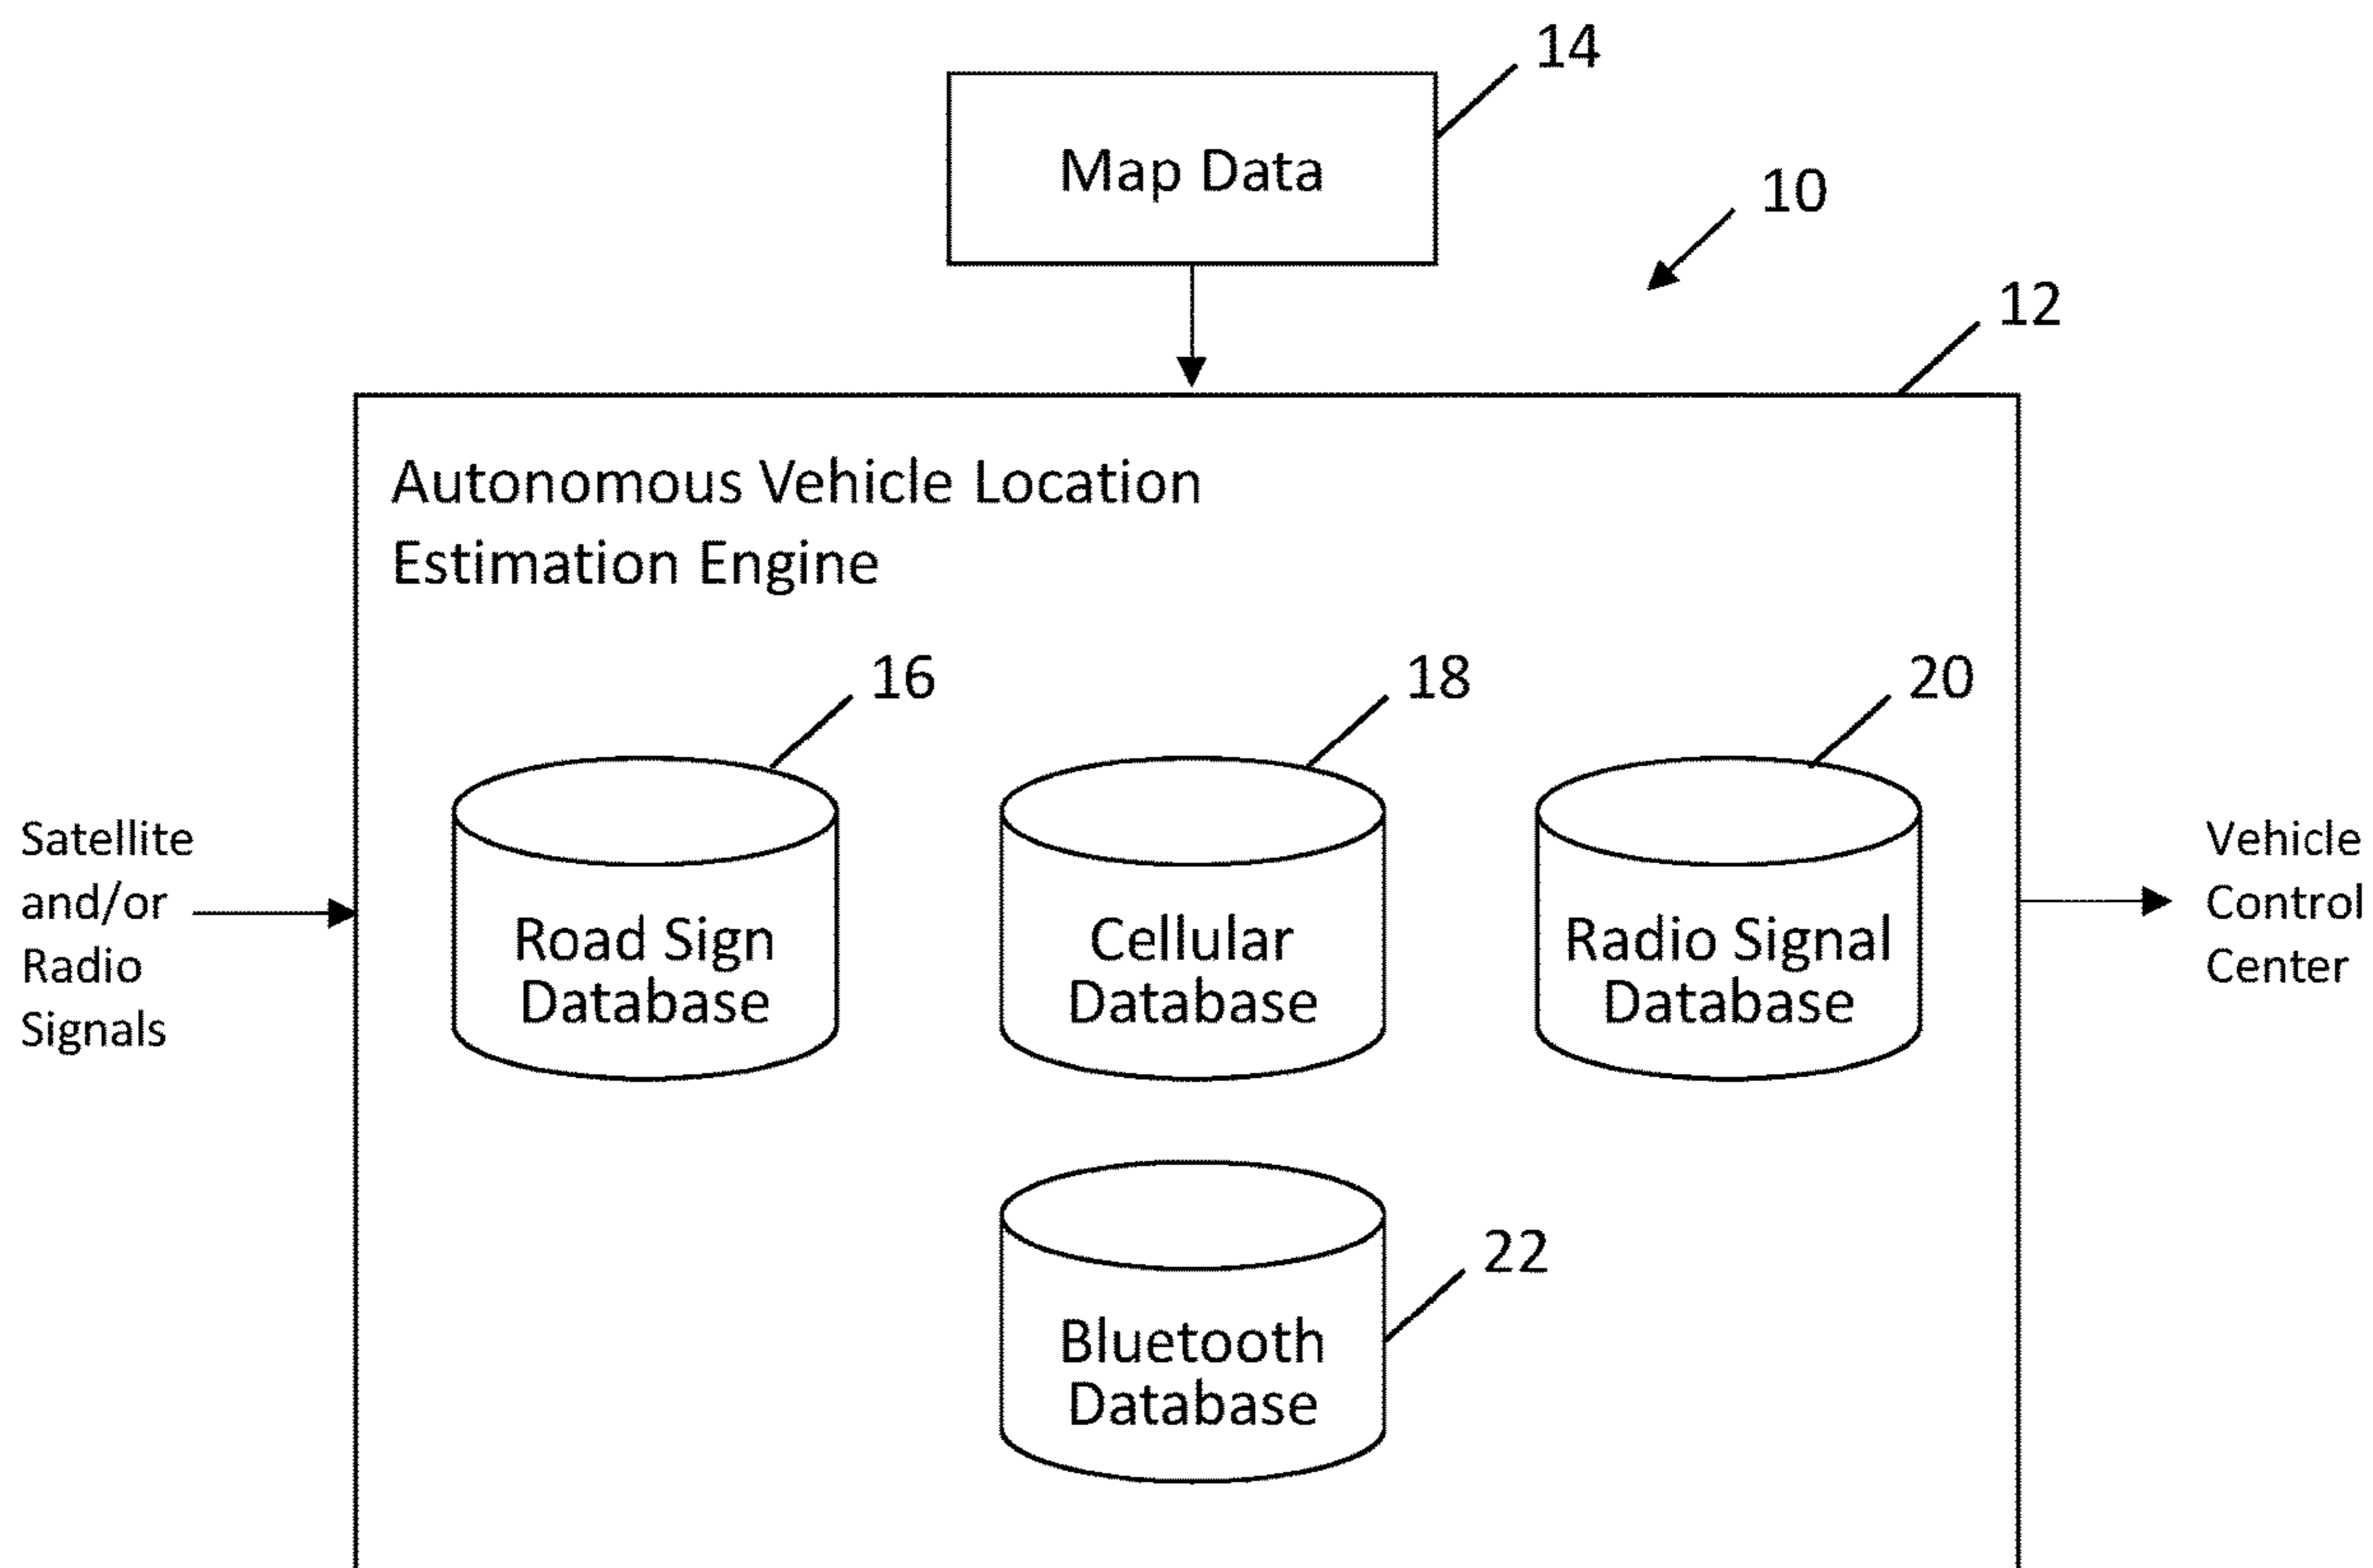 14
Map Data
10
12
Autonomous Vehicle Location
Estimation Engine
16
18
20
Satellite
and/or
Radio
Signals
Road Sign
Database
Cellular
Database
Radio Signal
Database
Vehicle
Control
Center
22
Bluetooth
Database